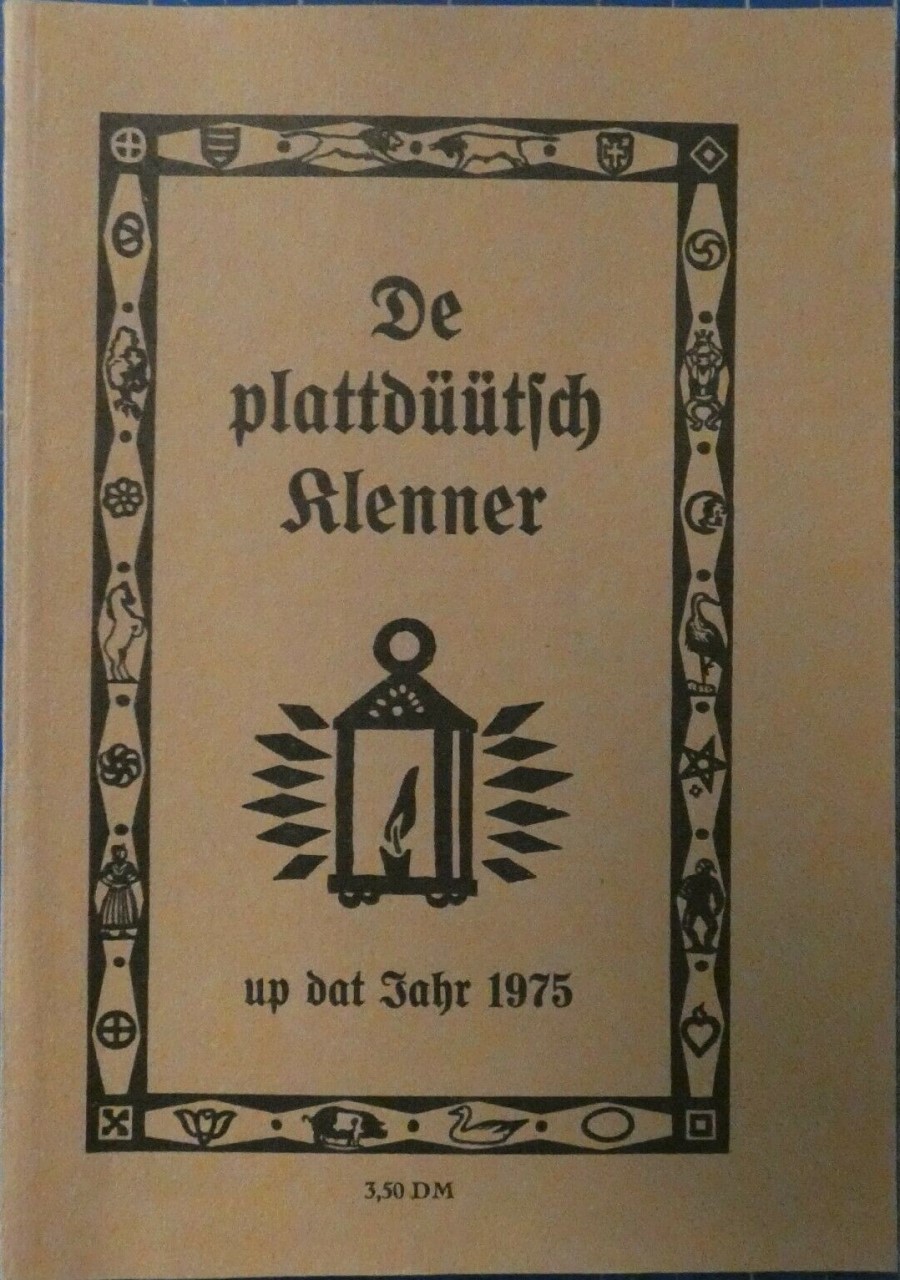 De
plattdüütsch
Klenner
up dat Jahr 1975
3,50 DM